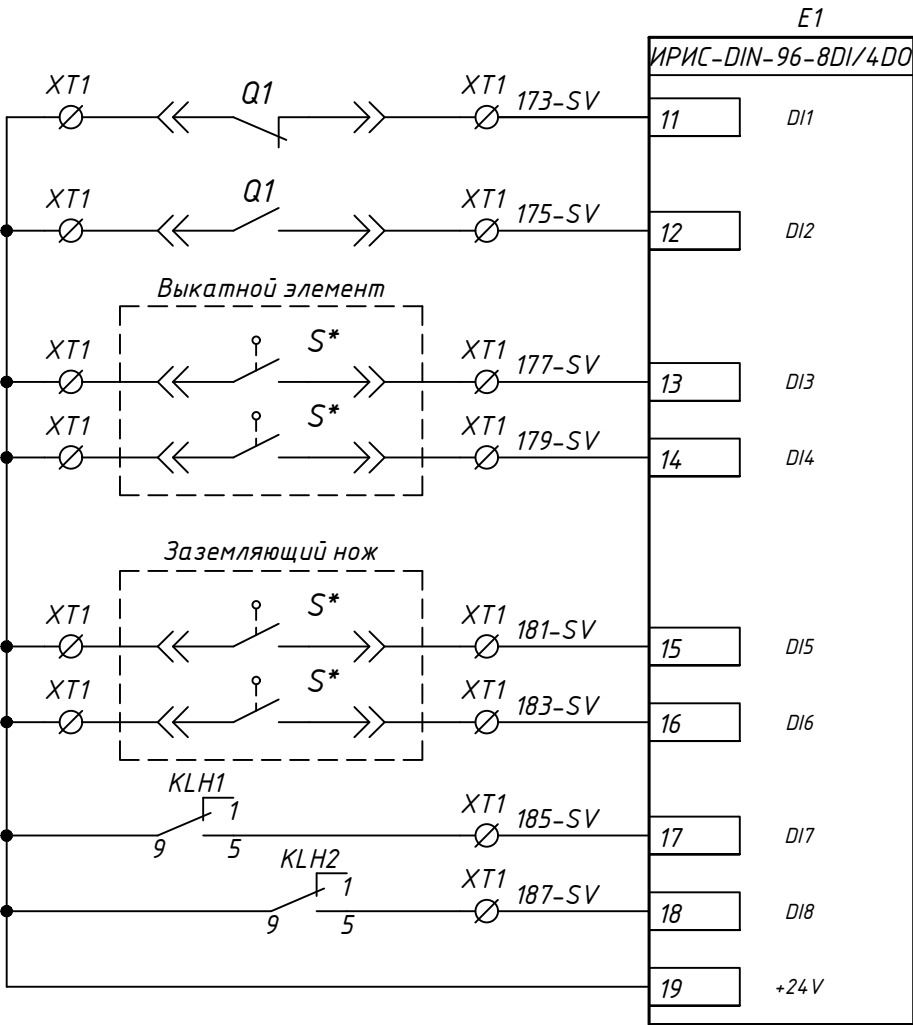 E1
ИРИС-DIN-96-8DI/4DO
XT1 Q1 XT1 173-SV 11 DI1
XT1 Q1 XT1 175-SV 12 DI2
Выкатной элемент
XT1 S* XT1 177-SV 13 DI3
XT1 S* XT1 179-SV 14 DI4
Заземляющий нож
XT1 S* XT1 181-SV 15 DI5
XT1 S* XT1 183-SV 16 DI6
KLH1
1 XT1 185-SV 17 DI7
9 5
KLH2
1 XT1 187-SV 18 DI8
9 5
19 +24V